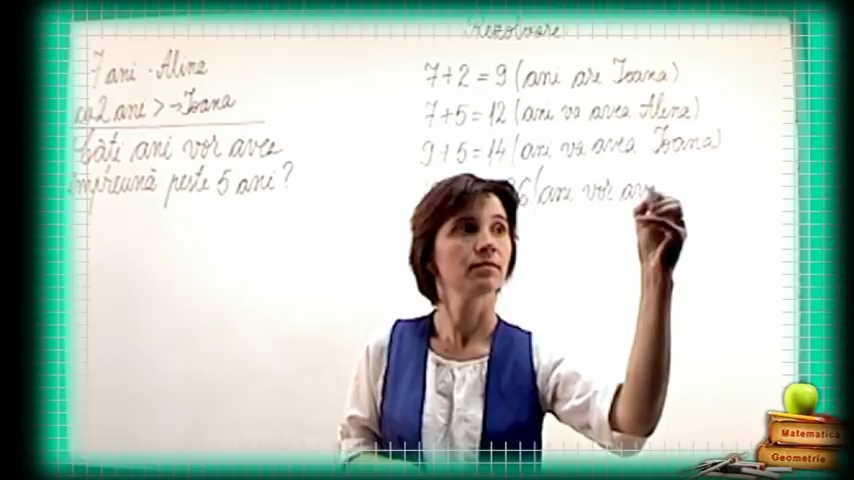 Rezolvare
7 ani - Alina
cu 2 ani > → Ioana
Câți ani vor avea
împreună peste 5 ani?
7+2 = 9 (ani are Ioana)
7+5 = 12 (ani va avea Alina)
9+5 = 14 (ani va avea Ioana)
26 (ani vor av
Matematică
Geometrie